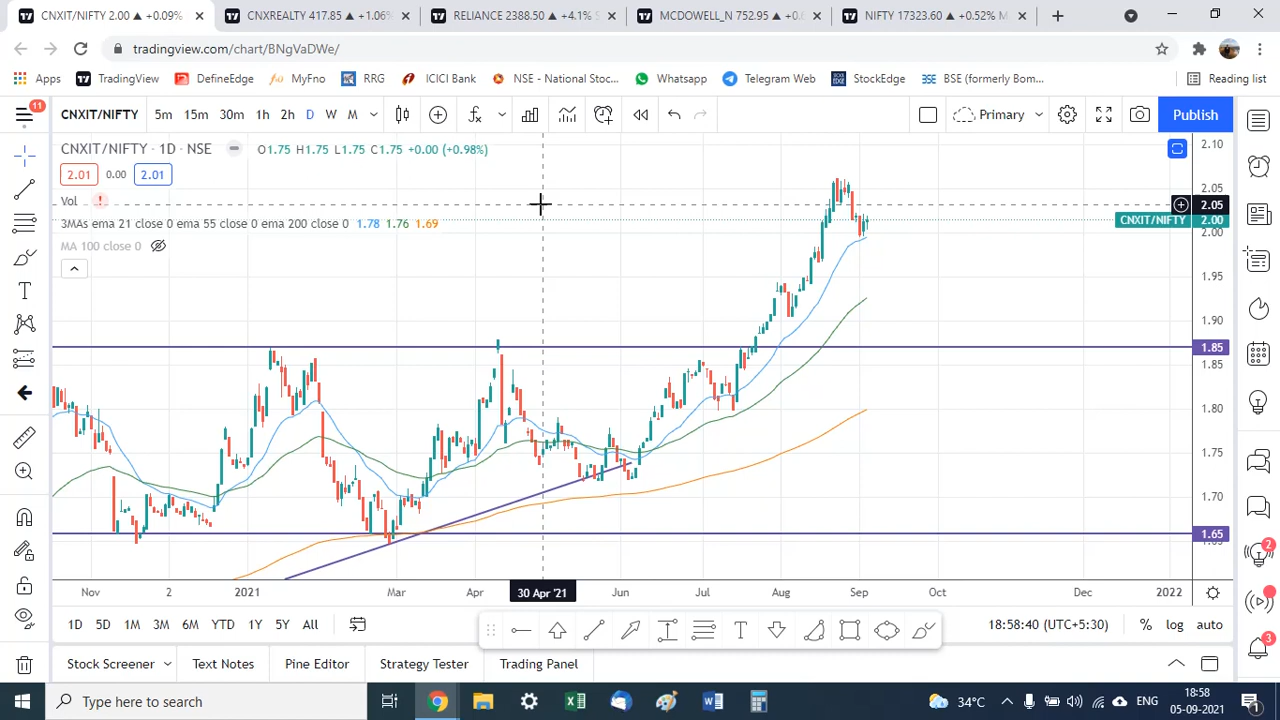 CNXIT/NIFTY 2.00 ▲ +0.09% CNXREALTY 417.85 ▲ +1.06% RELIANCE 2388.50 ▲ +4.1% S MCDOWELL_N 752.95 ▲ +0. NIFTY 17323.60 ▲ +0.52% M
tradingview.com/chart/BNgVaDWe/
Apps TradingView DefineEdge MyFno RRG ICICI Bank NSE - National Stoc... Whatsapp Telegram Web StockEdge BSE (formerly Bom... Reading list
11 CNXIT/NIFTY 5m 15m 30m 1h 2h D W M Primary Publish
CNXIT/NIFTY · 1D · NSE O1.75 H1.75 L1.75 C1.75 +0.00 (+0.98%)
2.01 0.00 2.01
Vol
3MAS ema 21 close 0 ema 55 close 0 ema 200 close 0 1.78 1.76 1.69
MA 100 close 0
2.10
2.05
2.05
CNXIT/NIFTY 2.00
2.00
1.95
1.90
1.85
1.85
1.80
1.75
1.70
1.65
Nov 2 2021 Mar Apr 30 Apr '21 Jun Jul Aug Sep Oct Dec 2022
1D 5D 1M 3M 6M YTD 1Y 5Y All 18:58:40 (UTC+5:30) % log auto
Stock Screener Text Notes Pine Editor Strategy Tester Trading Panel
2
3
Type here to search 34°C ENG 18:58
05-09-2021 1